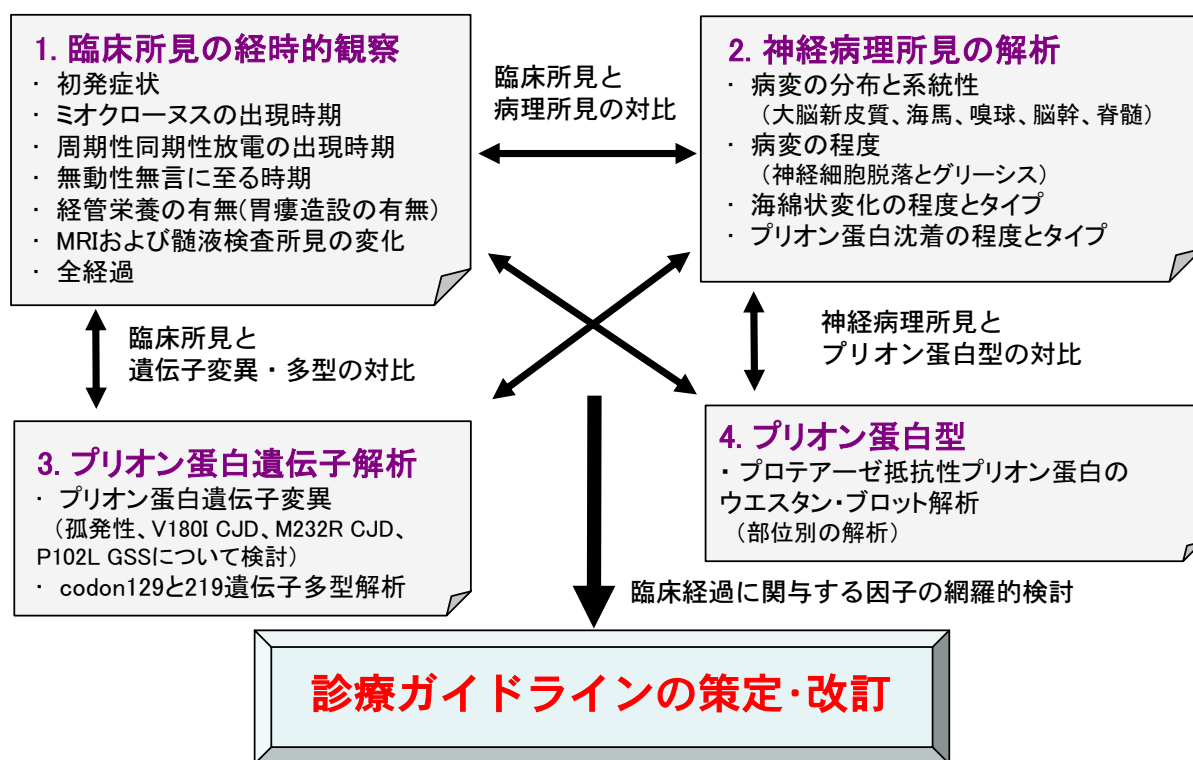 1. 臨床所見の経時的観察
· 初発症状
· ミオクローヌスの出現時期
· 周期性同期性放電の出現時期
· 無動性無言に至る時期
· 経管栄養の有無(胃瘻造設の有無)
· MRIおよび髄液検査所見の変化
· 全経過
臨床所見と
病理所見の対比
2. 神経病理所見の解析
· 病変の分布と系統性
（大脳新皮質、海馬、嗅球、脳幹、脊髄）
· 病変の程度
（神経細胞脱落とグリーシス）
· 海綿状変化の程度とタイプ
· プリオン蛋白沈着の程度とタイプ
臨床所見と
遺伝子変異・多型の対比
神経病理所見と
プリオン蛋白型の対比
3. プリオン蛋白遺伝子解析
· プリオン蛋白遺伝子変異
（孤発性、V180I CJD、M232R CJD、
P102L GSSについて検討）
· codon129と219遺伝子多型解析
4. プリオン蛋白型
・プロテアーゼ抵抗性プリオン蛋白の
ウエスタン・ブロット解析
（部位別の解析）
臨床経過に関与する因子の網羅的検討
診療ガイドラインの策定·改訂